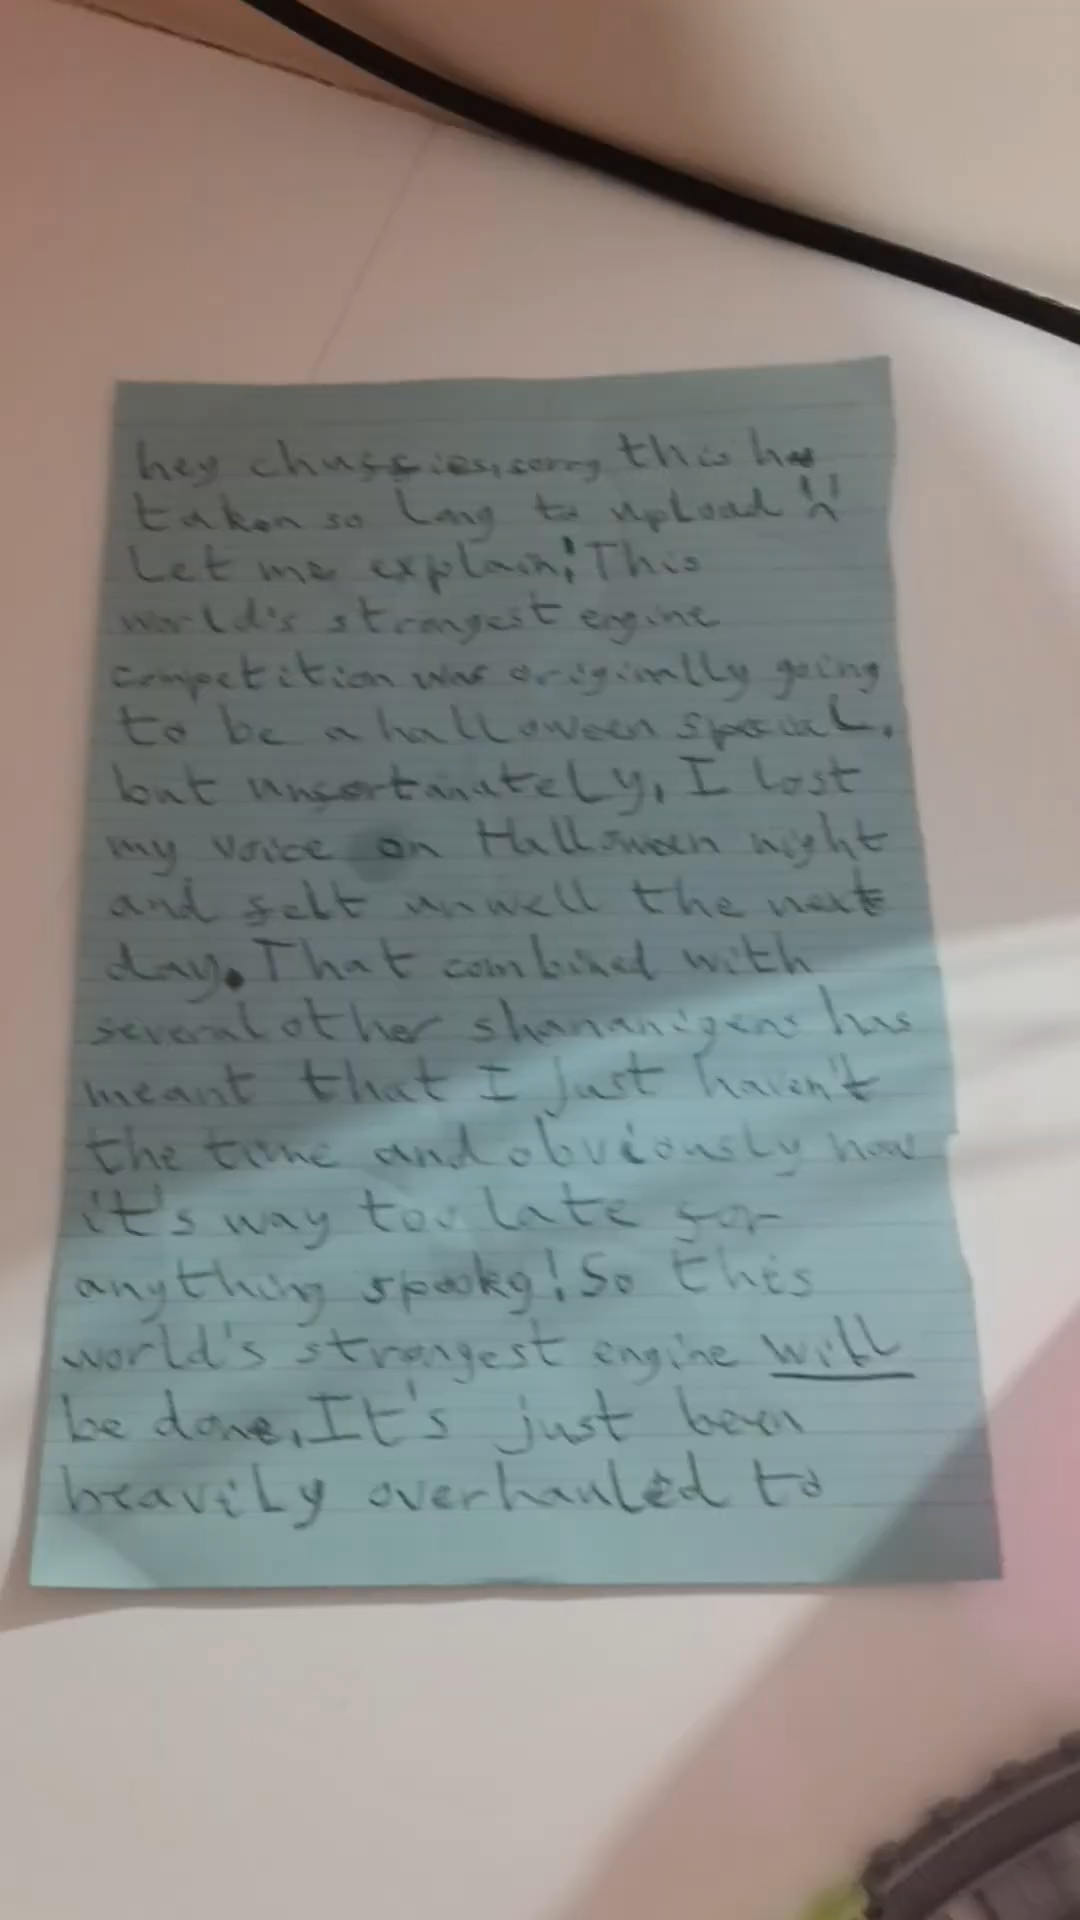 hey chuffies, sorry this has
taken so long to upload
Let me explain! This
world's strongest engine
competition was originally going
to be a halloween special,
but unfortunately, I lost
my voice on Halloween night
and felt unwell the next
day. That combined with
several other shananigens has
meant that I just haven't
the time and obviously now
it's way too late for
anything spooky! So this
world's strongest engine will
be done, It's just been
heavily overhauled to